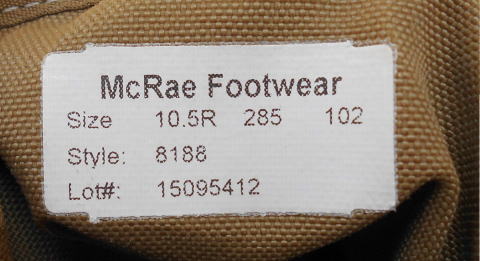 McRae Footwear
Size 10.5R 285 102
Style: 8188
Lot#: 15095412